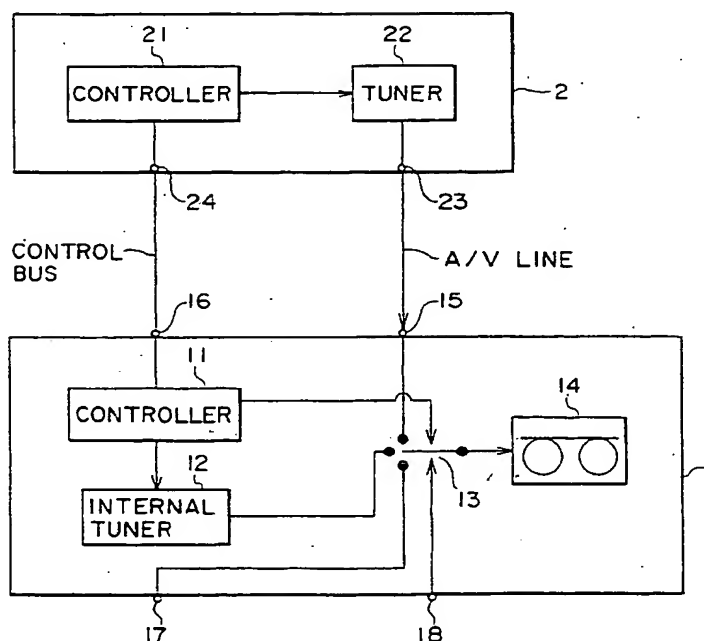 21
22
CONTROLLER
TUNER
2
24
23
CONTROL
BUS
A/V LINE
16
15
11
14
CONTROLLER
12
13
INTERNAL
TUNER
17
18